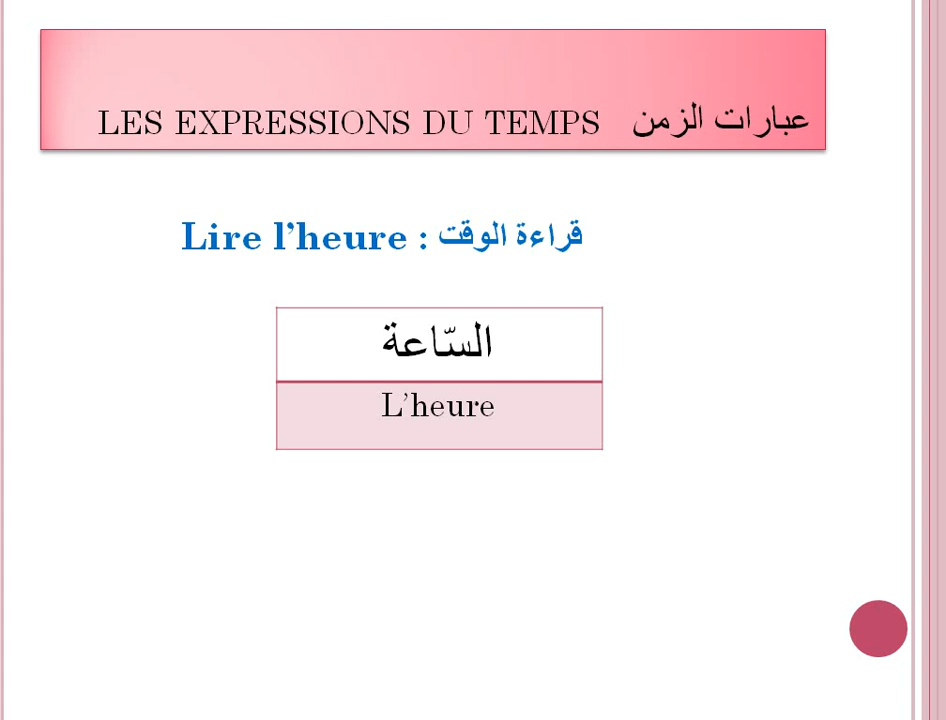 LES EXPRESSIONS DU TEMPS عبارات الزمن
Lire l’heure : قراءة الوقت
السّاعة
L’heure